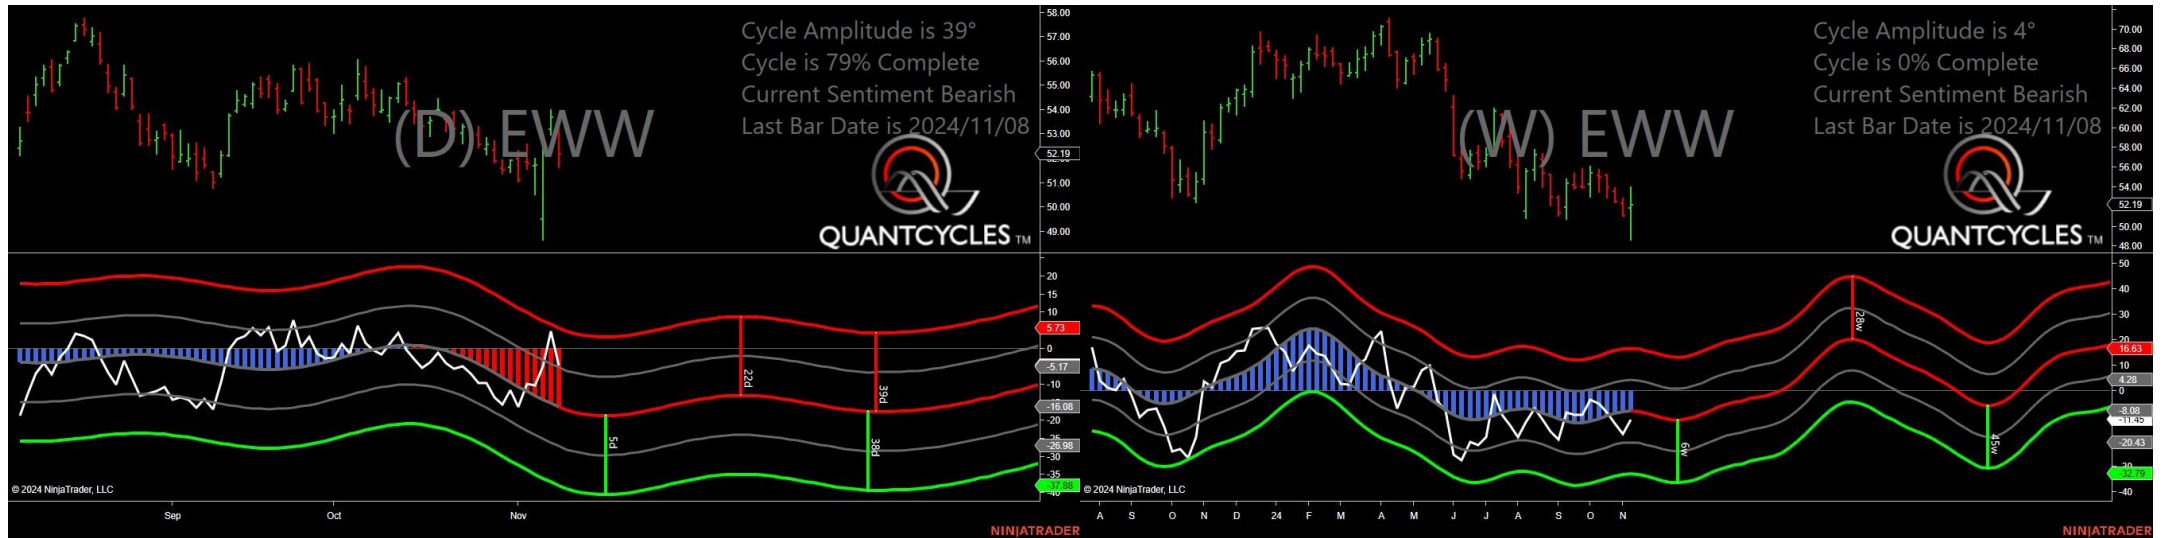 Cycle Amplitude is 39°
Cycle is 79% Complete
Current Sentiment Bearish
Last Bar Date is 2024/11/08
(D) EWW
QUANTCYCLES TM
58.00
57.00
56.00
55.00
54.00
53.00
52.19
51.00
50.00
49.00
20
15
10
5.73
0
-5.17
-10
-16.08
-20
-26.98
-30
-35
-37.88
-40
5d
22d
39d
38d
© 2024 NinjaTrader, LLC
Sep Oct Nov
NINJATRADER
Cycle Amplitude is 4°
Cycle is 0% Complete
Current Sentiment Bearish
Last Bar Date is 2024/11/08
(W) EWW
QUANTCYCLES TM
70.00
68.00
66.00
64.00
62.00
60.00
58.00
56.00
54.00
52.19
50.00
48.00
50
40
30
16.63
10
4.28
0
-8.08
-11.45
-20.43
-32.79
-40
6w
28w
45w
© 2024 NinjaTrader, LLC
A S O N D 24 F M A M J J A S O N
NINJATRADER